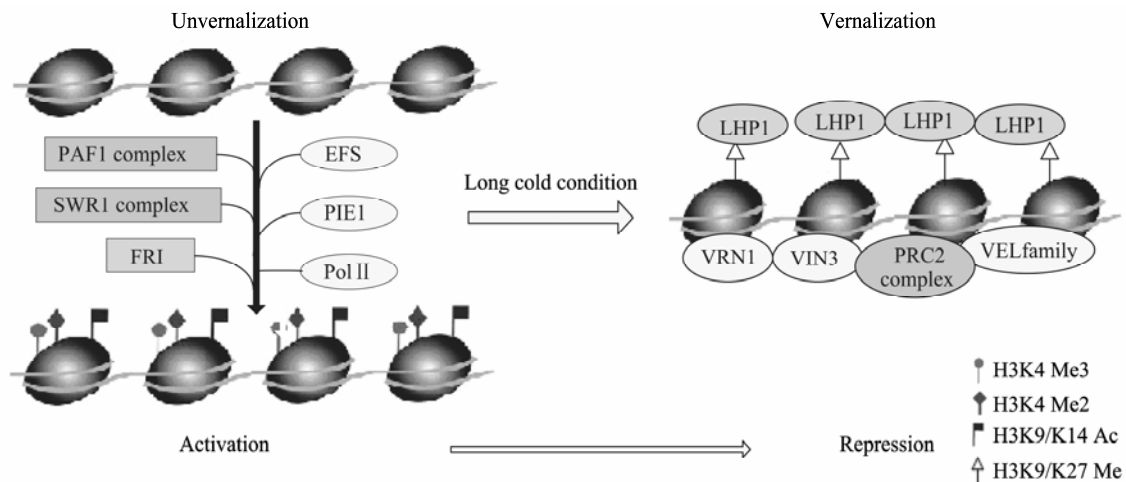 Unvernalization
Vernalization
PAF1 complex
SWR1 complex
FRI
EFS
PIE1
Pol II
Long cold condition
LHP1
LHP1
LHP1
LHP1
VRN1
VIN3
PRC2
complex
VELfamily
H3K4 Me3
H3K4 Me2
H3K9/K14 Ac
H3K9/K27 Me
Activation
Repression